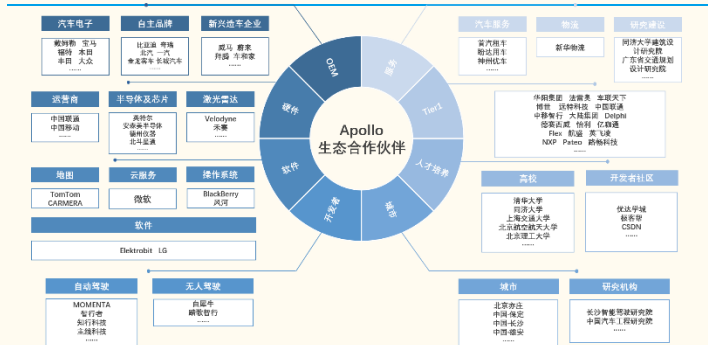 汽车电子
自主品牌
新兴造车企业
戴姆勒 宝马
福特 本田
丰田 大众
......
比亚迪 奇瑞
北汽 一汽
金龙客车 长城汽车
......
威马 蔚来
拜腾 车和家
......
运营商
半导体及芯片
激光雷达
中国联通
中国移动
......
英特尔
安森美半导体
德州仪器
北斗星通
......
Velodyne
禾赛
......
地图
云服务
操作系统
TomTom
CARMERA
微软
BlackBerry
风河
软件
Elektrobit LG
自动驾驶
无人驾驶
MOMENTA
智行者
知行科技
主线科技
......
白犀牛
踏歌智行
......
Apollo
生态合作伙伴
OEM
服务
硬件
Tier1
软件
人才培养
开发者
城市
汽车服务
物流
研究建设
首汽租车
盼达用车
神州优车
......
新华物流
同济大学建筑设
计研究院
广东省交通规划
设计研究院
......
华阳集团 法雷奥 车联天下
博世 远特科技 中国联通
中移智行 大陆集团 Delphi
德赛西威 怡利 亿咖通
Flex 航盛 英飞凌
NXP Pateo 路畅科技
......
高校
开发者社区
清华大学
同济大学
上海交通大学
北京航空航天大学
北京理工大学
......
优达学城
极客帮
CSDN
......
城市
研究机构
北京亦庄
中国·保定
中国·长沙
中国·雄安
......
长沙智能驾驶研究院
中国汽车工程研究院
......